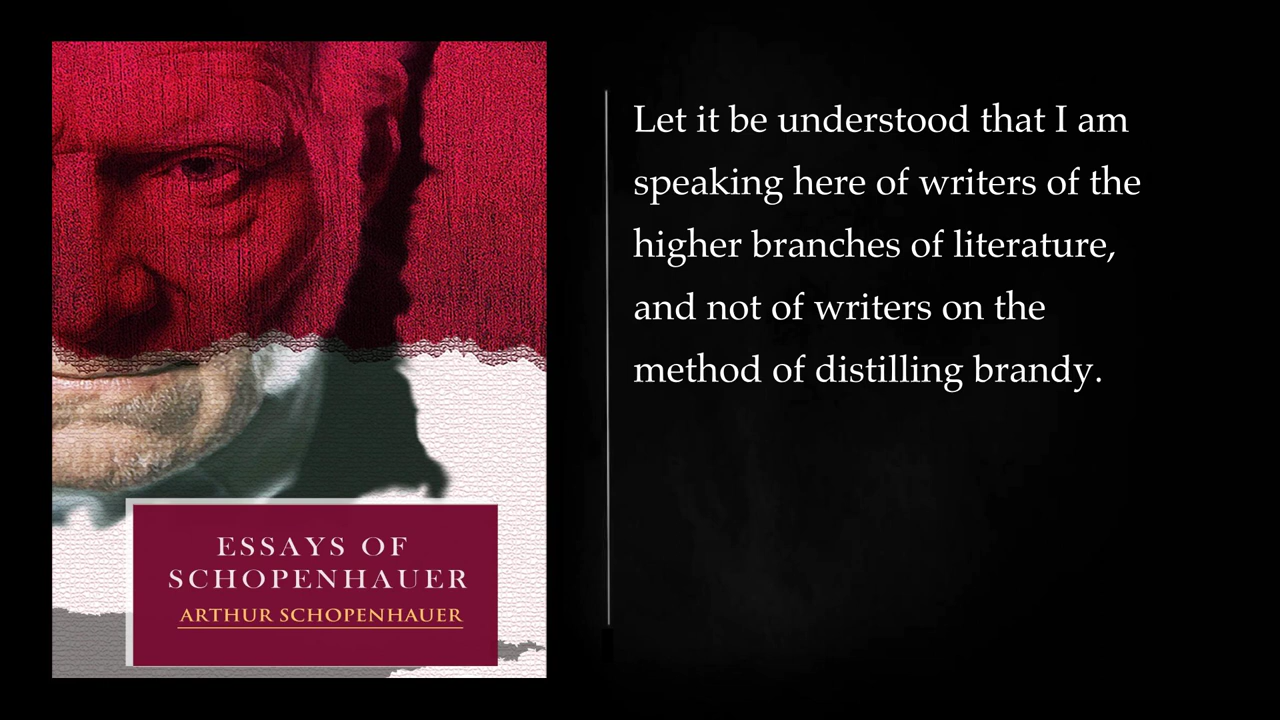 ESSAYS OF
SCHOPENHAUER
ARTHUR SCHOPENHAUER
Let it be understood that I am
speaking here of writers of the
higher branches of literature,
and not of writers on the
method of distilling brandy.